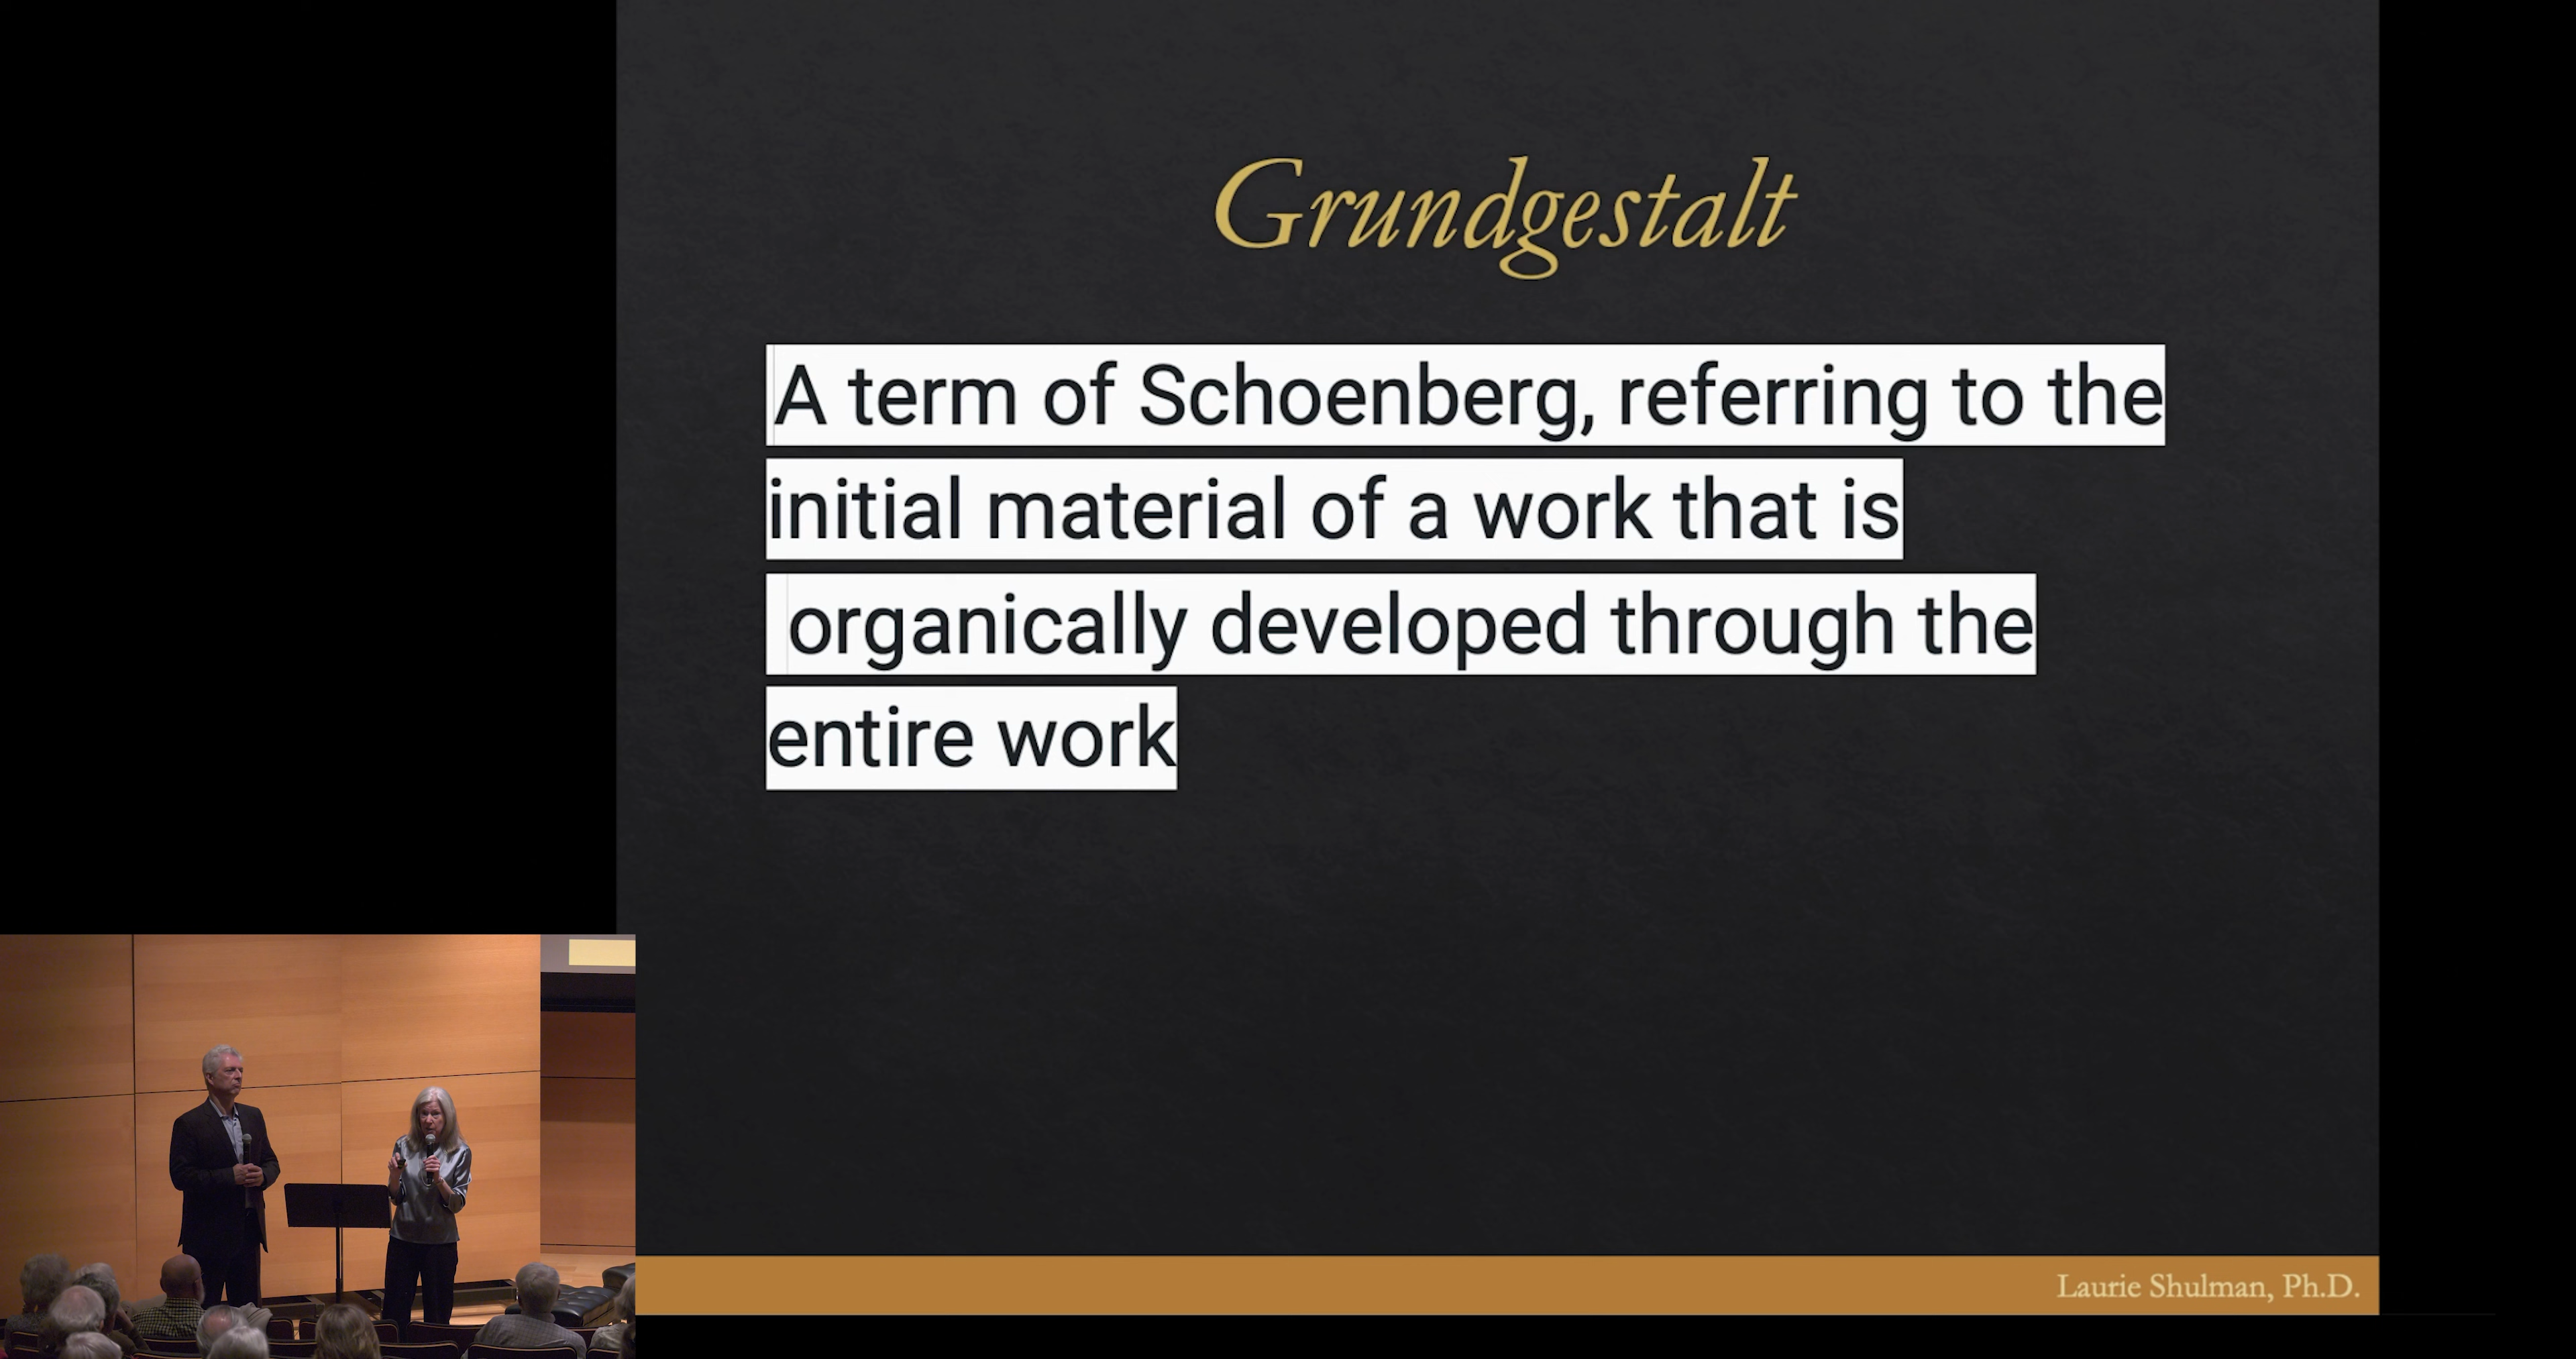 Grundgestalt
A term of Schoenberg, referring to the
initial material of a work that is
organically developed through the
entire work
Laurie Shulman, Ph.D.